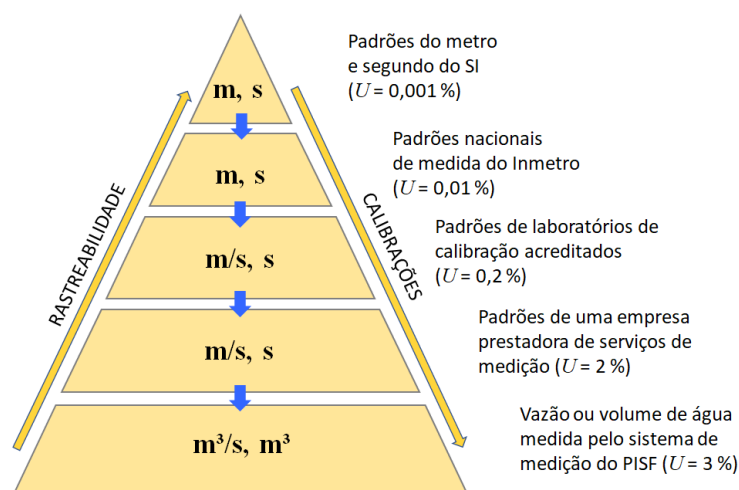 Padrões do metro
e segundo do SI
(U = 0,001 %)
m, s
Padrões nacionais
de medida do Inmetro
(U = 0,01 %)
m, s
RASTREABILIDADE
CALIBRAÇÕES
Padrões de laboratórios de
calibração acreditados
(U = 0,2 %)
m/s, s
Padrões de uma empresa
prestadora de serviços de
medição (U = 2 %)
m/s, s
Vazão ou volume de água
medida pelo sistema de
medição do PISF (U = 3 %)
m³/s, m³